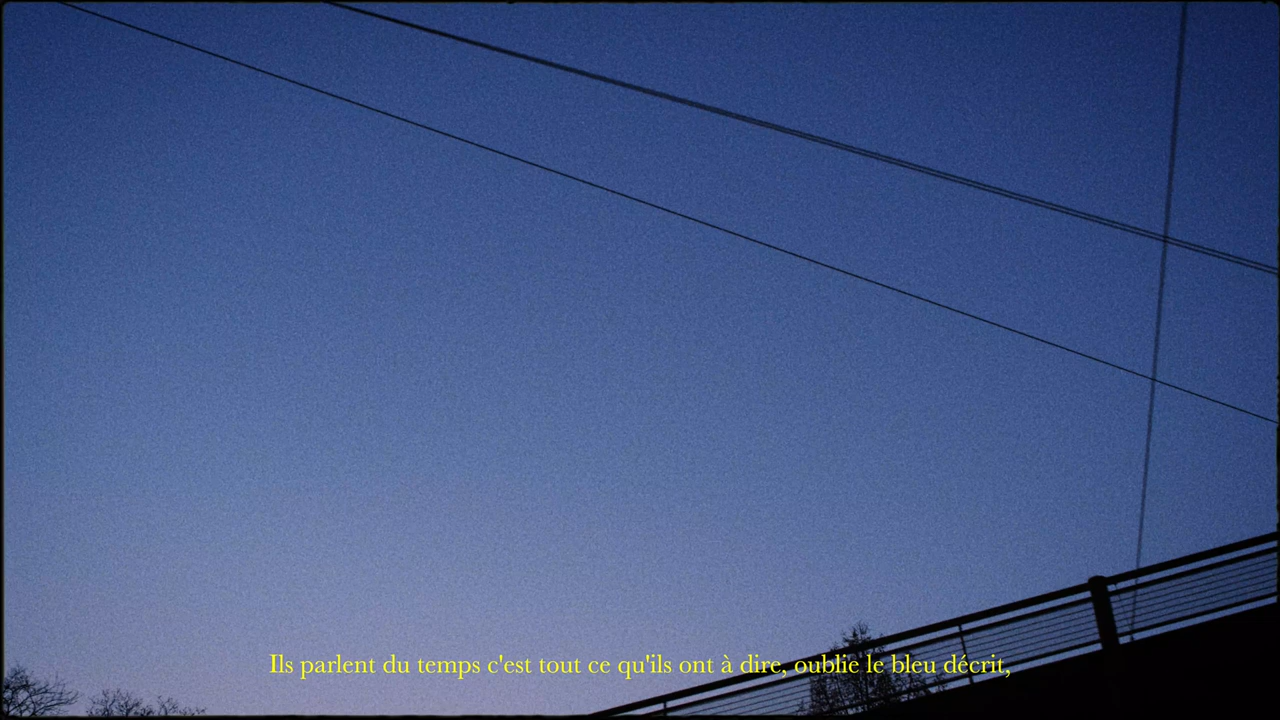 Ils parlent du temps c'est tout ce qu'ils ont à dire, oublie le bleu décrit,